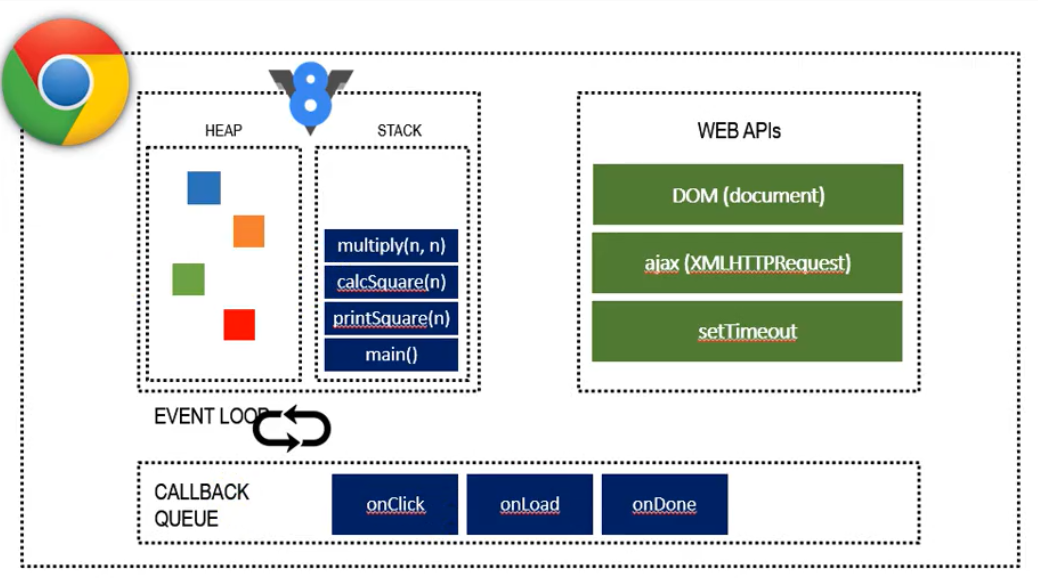 8
HEAP
STACK
WEB APIs
multiply(n, n)
calcSquare(n)
printSquare(n)
main()
DOM (document)
ajax (XMLHTTPRequest)
setTimeout
EVENT LOOP
CALLBACK
QUEUE
onClick
onLoad
onDone